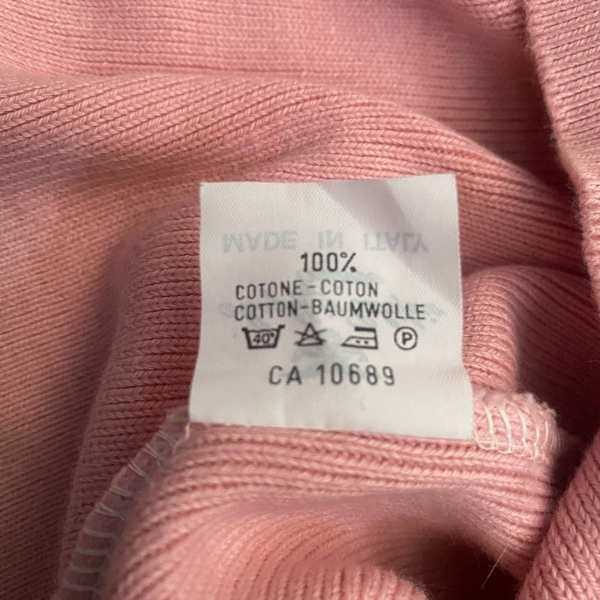 MADE IN ITALY
100%
COTONE-COTON
COTTON-BAUMWOLLE
40° P
CA 10689